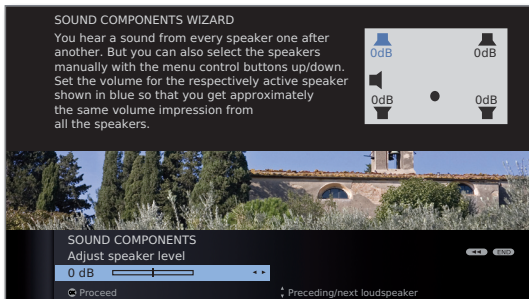 SOUND COMPONENTS WIZARD
You hear a sound from every speaker one after
another. But you can also select the speakers
manually with the menu control buttons up/down.
Set the volume for the respectively active speaker
shown in blue so that you get approximately
the same volume impression from
all the speakers.
0dB 0dB
0dB 0dB
SOUND COMPONENTS
Adjust speaker level
END
0 dB
OK Proceed
Preceding/next loudspeaker